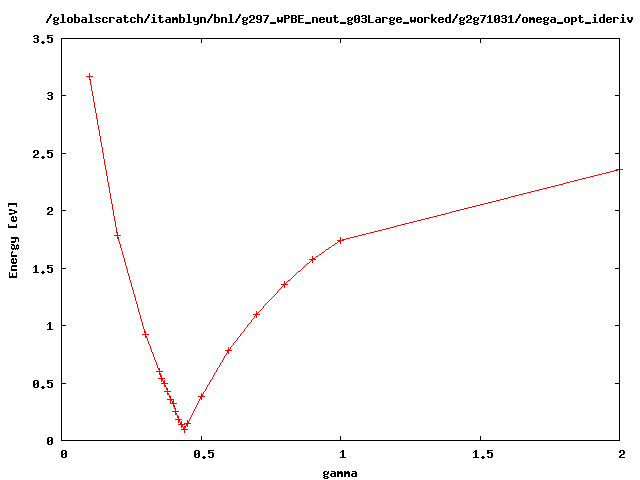 /globalscratch/itamblyn/bnl/g297_wPBE_neut_g03Large_worked/g2g71031/omega_opt_ideriv
3.5
3
2.5
2
1.5
1
0.5
0
Energy [eV]
0 0.5 1 1.5 2
gamma